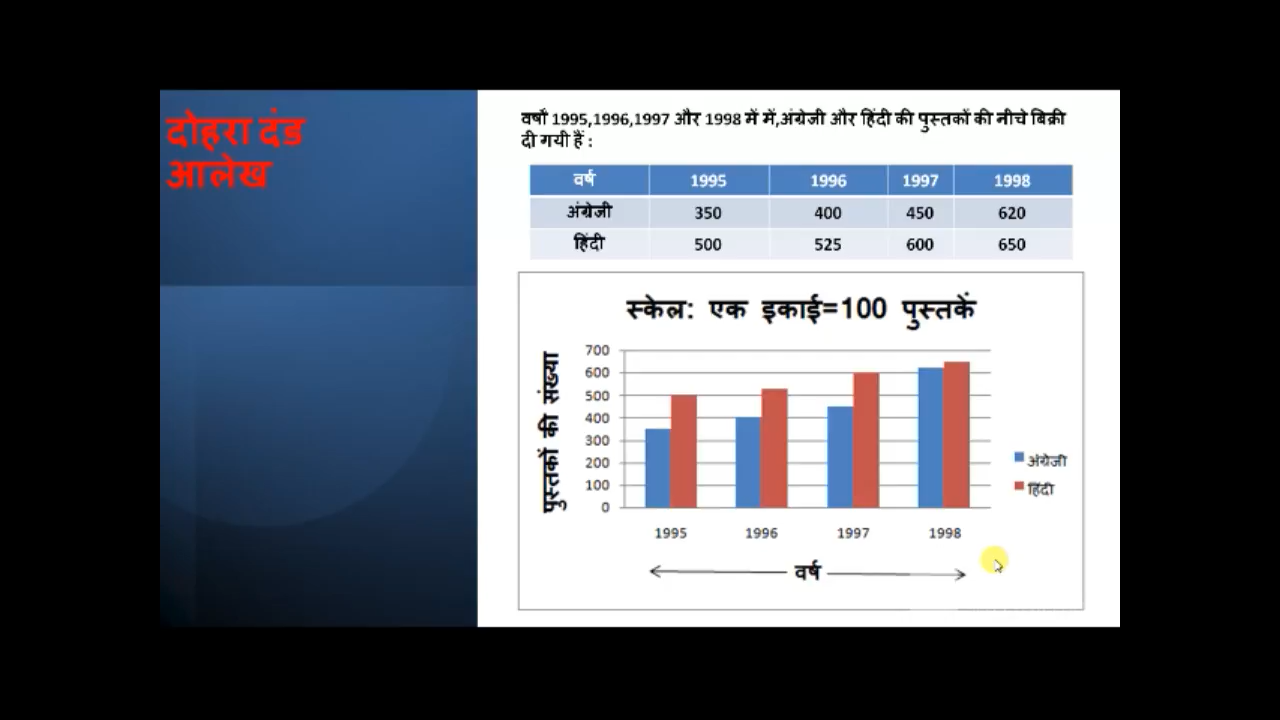 दोहरा दंड
आलेख
वर्षों 1995,1996,1997 और 1998 में में,अंग्रेजी और हिंदी की पुस्तकों की नीचे बिक्री
दी गयी हैं :
वर्ष 1995 1996 1997 1998
अंग्रेजी 350 400 450 620
हिंदी 500 525 600 650
स्केल: एक इकाई=100 पुस्तकें
पुस्तकों की संख्या
700
600
500
400
300
200
100
0
1995 1996 1997 1998
अंग्रेजी
हिंदी
वर्ष